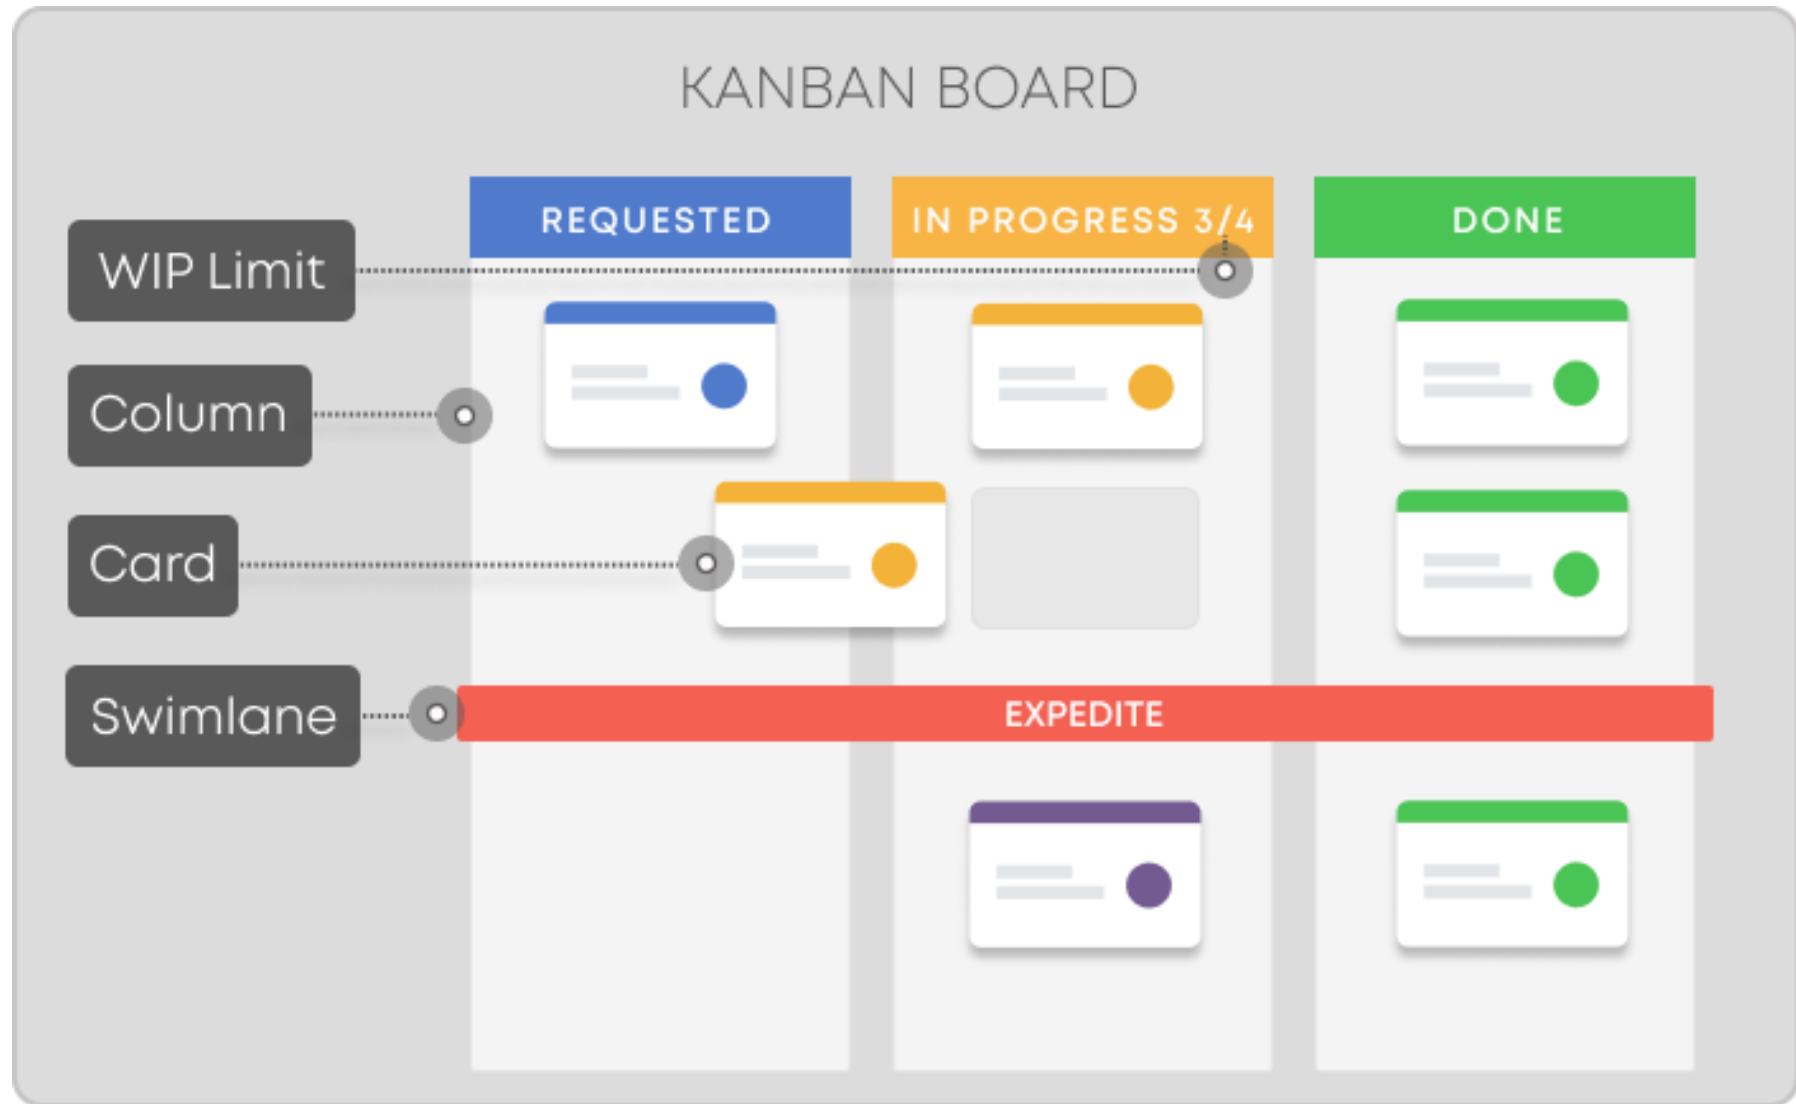 KANBAN BOARD
REQUESTED
IN PROGRESS 3/4
DONE
WIP Limit
Column
Card
Swimlane
EXPEDITE